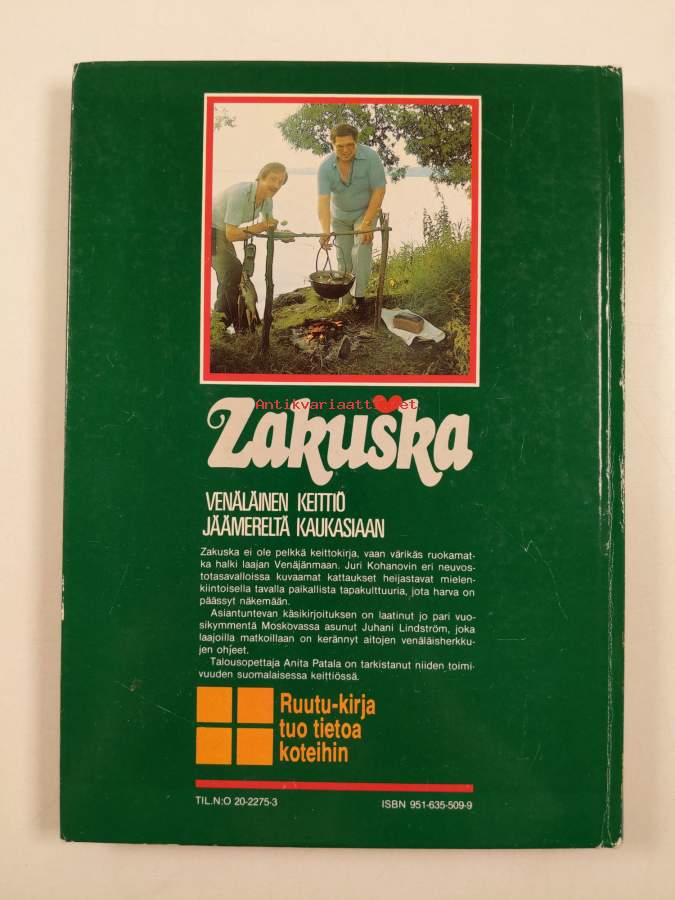 Antikvariaatti.net
Zakuška
VENÄLÄINEN KEITTIÖ
JÄÄMERELTÄ KAUKASIAAN
Zakuska ei ole pelkkä keittokirja, vaan värikäs ruokamat-
ka halki laajan Venäjänmaan. Juri Kohanovin eri neuvos-
totasavalloissa kuvaamat kattaukset heijastavat mielen-
kiintoisella tavalla paikallista tapakulttuuria, jota harva on
päässyt näkemään.
Asiantuntevan käsikirjoituksen on laatinut jo pari vuo-
sikymmentä Moskovassa asunut Juhani Lindström, joka
laajoilla matkoillaan on kerännyt aitojen venäläisherkku-
jen ohjeet.
Talousopettaja Anita Patala on tarkistanut niiden toimi-
vuuden suomalaisessa keittiössä.
Ruutu-kirja
tuo tietoa
koteihin
TIL.N:O 20-2275-3
ISBN 951-635-509-9